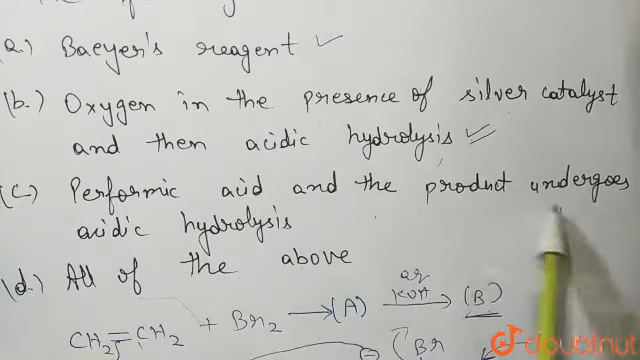 (a.) Baeyer's reagent ✓
(b.) Oxygen in the presence of silver catalyst
and then acidic hydrolysis ✓
(c) Performic acid and the product undergoes
acidic hydrolysis
(d.) All of the above
CH2=CH2 + Br2 ⟶ (A) aq KOH ⟶ (B)
Br
doubtnut